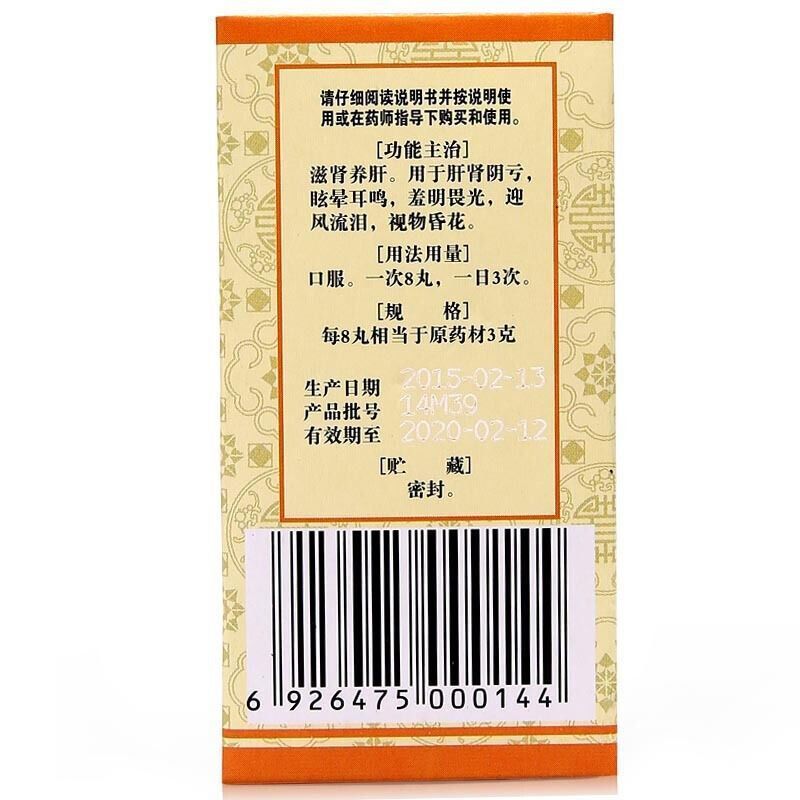 请仔细阅读说明书并按说明使
用或在药师指导下购买和使用。
[功能主治]
滋肾养肝。用于肝肾阴亏，
眩晕耳鸣，羞明畏光，迎
风流泪，视物昏花。
[用法用量]
口服。一次8丸，一日3次。
[规 格]
每8丸相当于原药材3克
生产日期 2015-02-13
产品批号 14M39
有效期至 2020-02-12
[贮 藏]
密封。
6 926475 000144